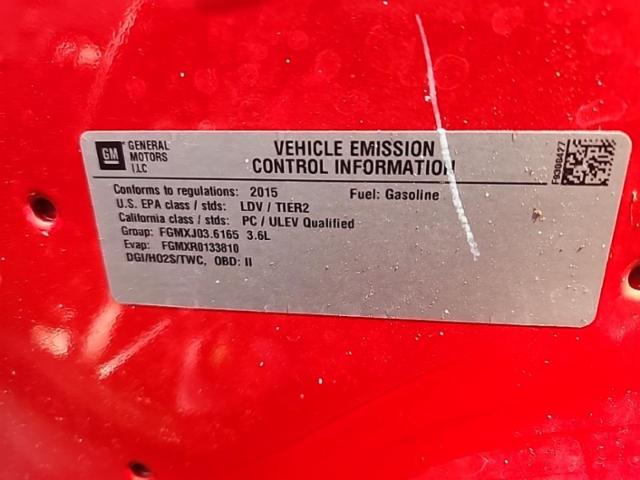 GM
GENERAL
MOTORS
LLC
VEHICLE EMISSION
CONTROL INFORMATION
Conforms to regulations: 2015 Fuel: Gasoline
U.S. EPA class / stds: LDV / TIER2
California class / stds: PC / ULEV Qualified
Group: FGMXJ03.6165 3.6L
Evap: FGMXR0133810
DGI/HO2S/TWC, OBD: II